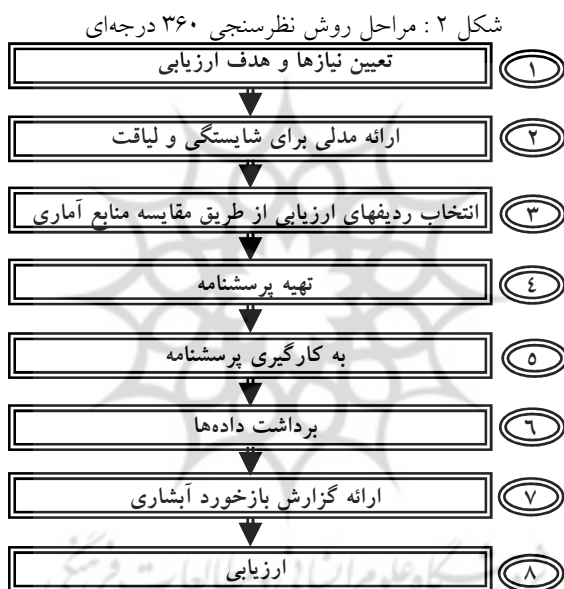 شکل ۲ : مراحل روش نظرسنجی ۳۶۰ درجه‌ای
۱ تعیین نیازها و هدف ارزیابی
۲ ارائه مدلی برای شایستگی و لیاقت
۳ انتخاب ردیفهای ارزیابی از طریق مقایسه منابع آماری
٤ تهیه پرسشنامه
۵ به کارگیری پرسشنامه
٦ برداشت داده‌ها
۷ ارائه گزارش بازخورد آبشاری
۸ ارزیابی